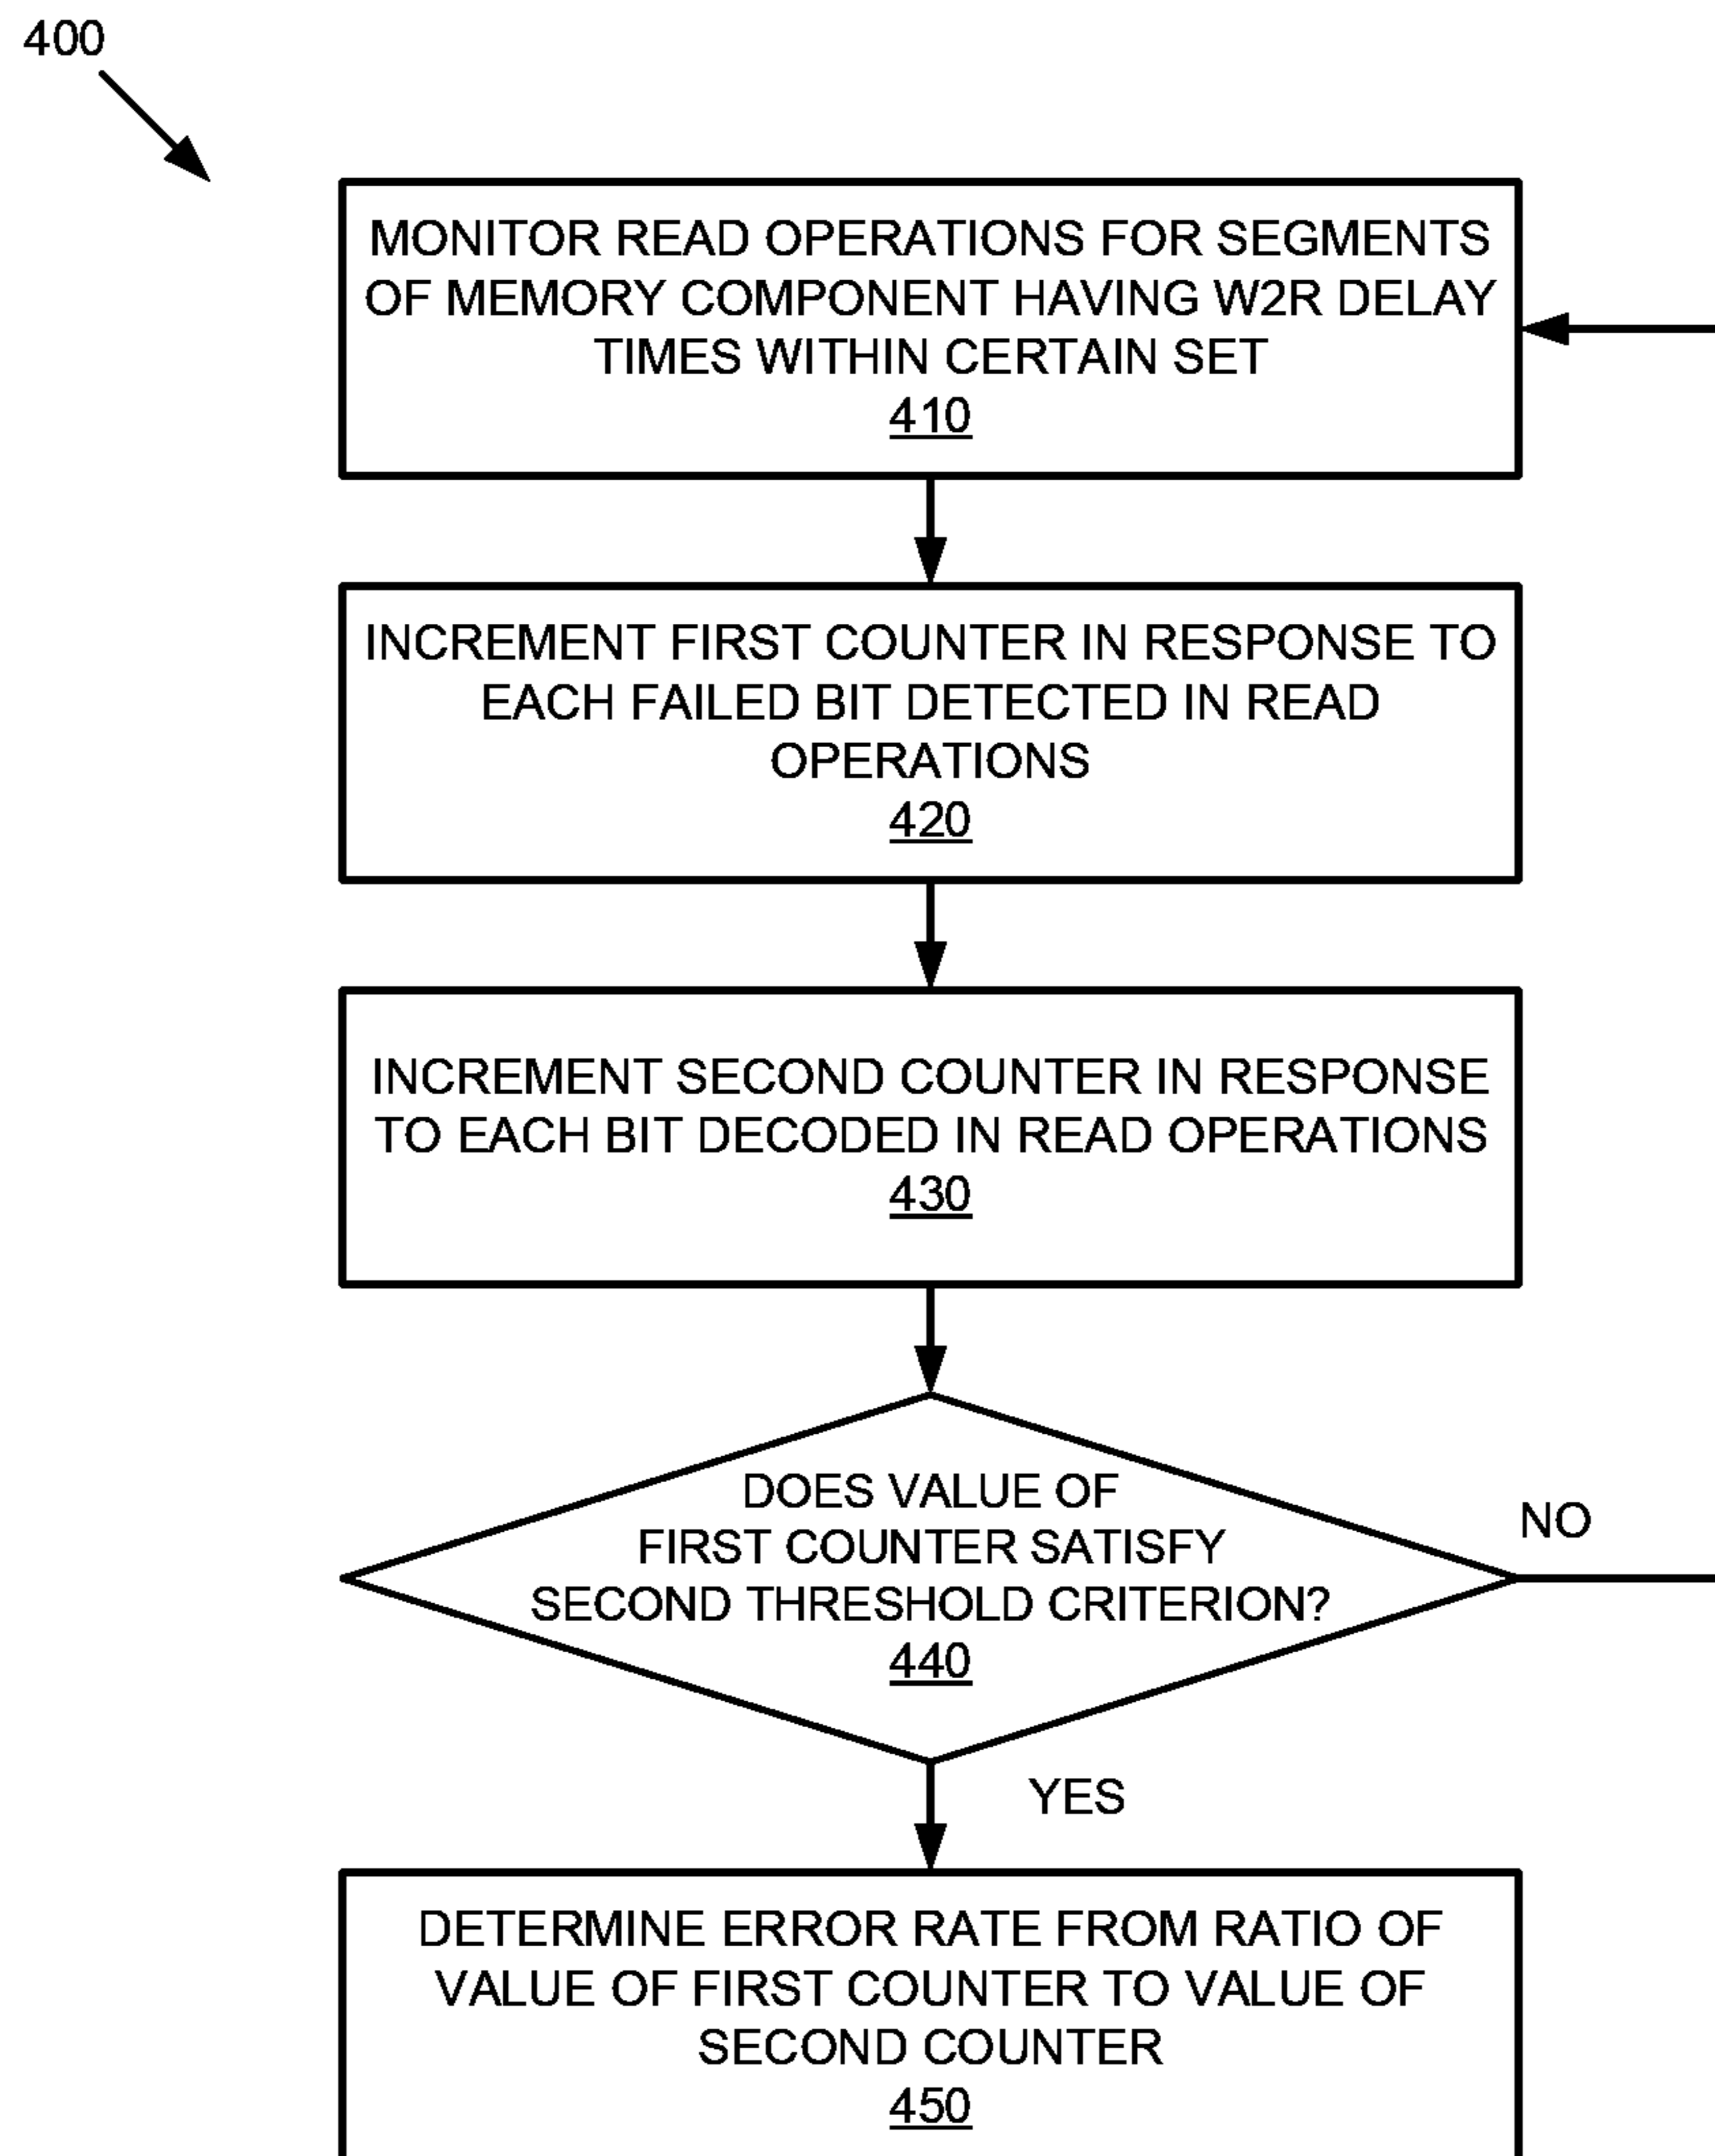 400
MONITOR READ OPERATIONS FOR SEGMENTS
OF MEMORY COMPONENT HAVING W2R DELAY
TIMES WITHIN CERTAIN SET
410
INCREMENT FIRST COUNTER IN RESPONSE TO
EACH FAILED BIT DETECTED IN READ
OPERATIONS
420
INCREMENT SECOND COUNTER IN RESPONSE
TO EACH BIT DECODED IN READ OPERATIONS
430
DOES VALUE OF
FIRST COUNTER SATISFY
SECOND THRESHOLD CRITERION?
440
NO
YES
DETERMINE ERROR RATE FROM RATIO OF
VALUE OF FIRST COUNTER TO VALUE OF
SECOND COUNTER
450